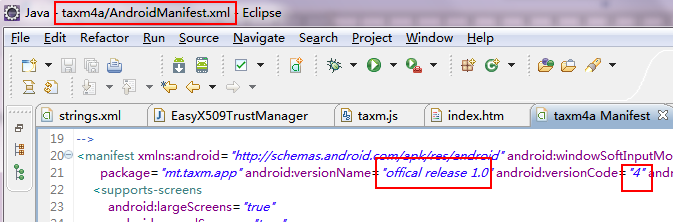 Java - taxm4a/AndroidManifest.xml - Eclipse
File Edit Refactor Run Source Navigate Search Project Window Help
strings.xml EasyX509TrustManager taxm.js index.htm taxm4a Manifest
19 -->
20 <manifest xmlns:android="http://schemas.android.com/apk/res/android" android:windowSoftInputMo
21 package="mt.taxm.app" android:versionName="offical release 1.0" android:versionCode="4" and
22 <supports-screens
23 android:largeScreens="true"